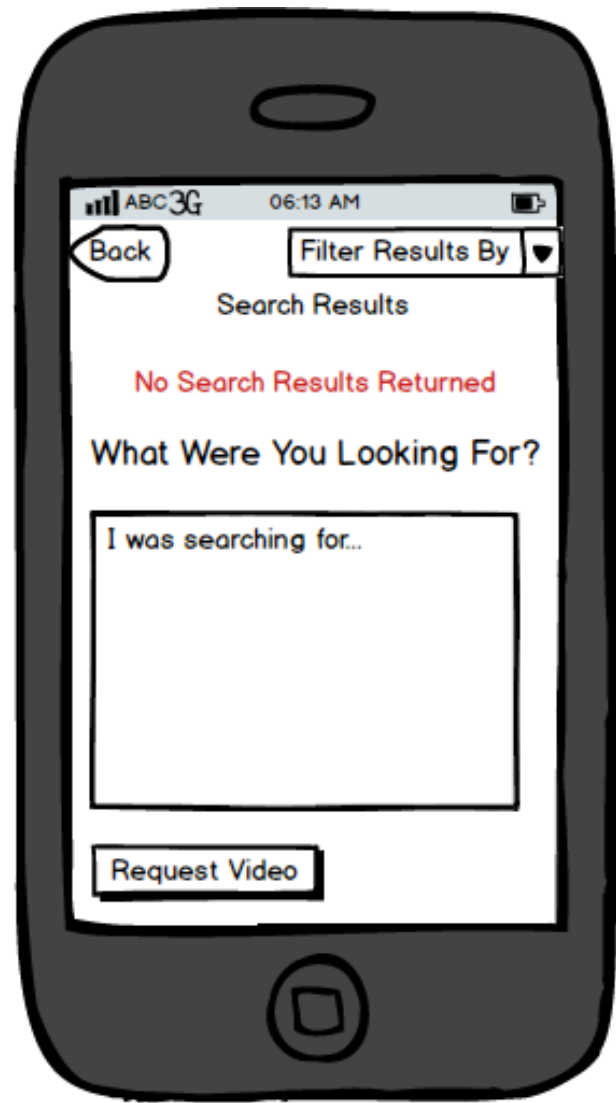 ABC 3G 06:13 AM
Back Filter Results By
Search Results
No Search Results Returned
What Were You Looking For?
I was searching for...
Request Video